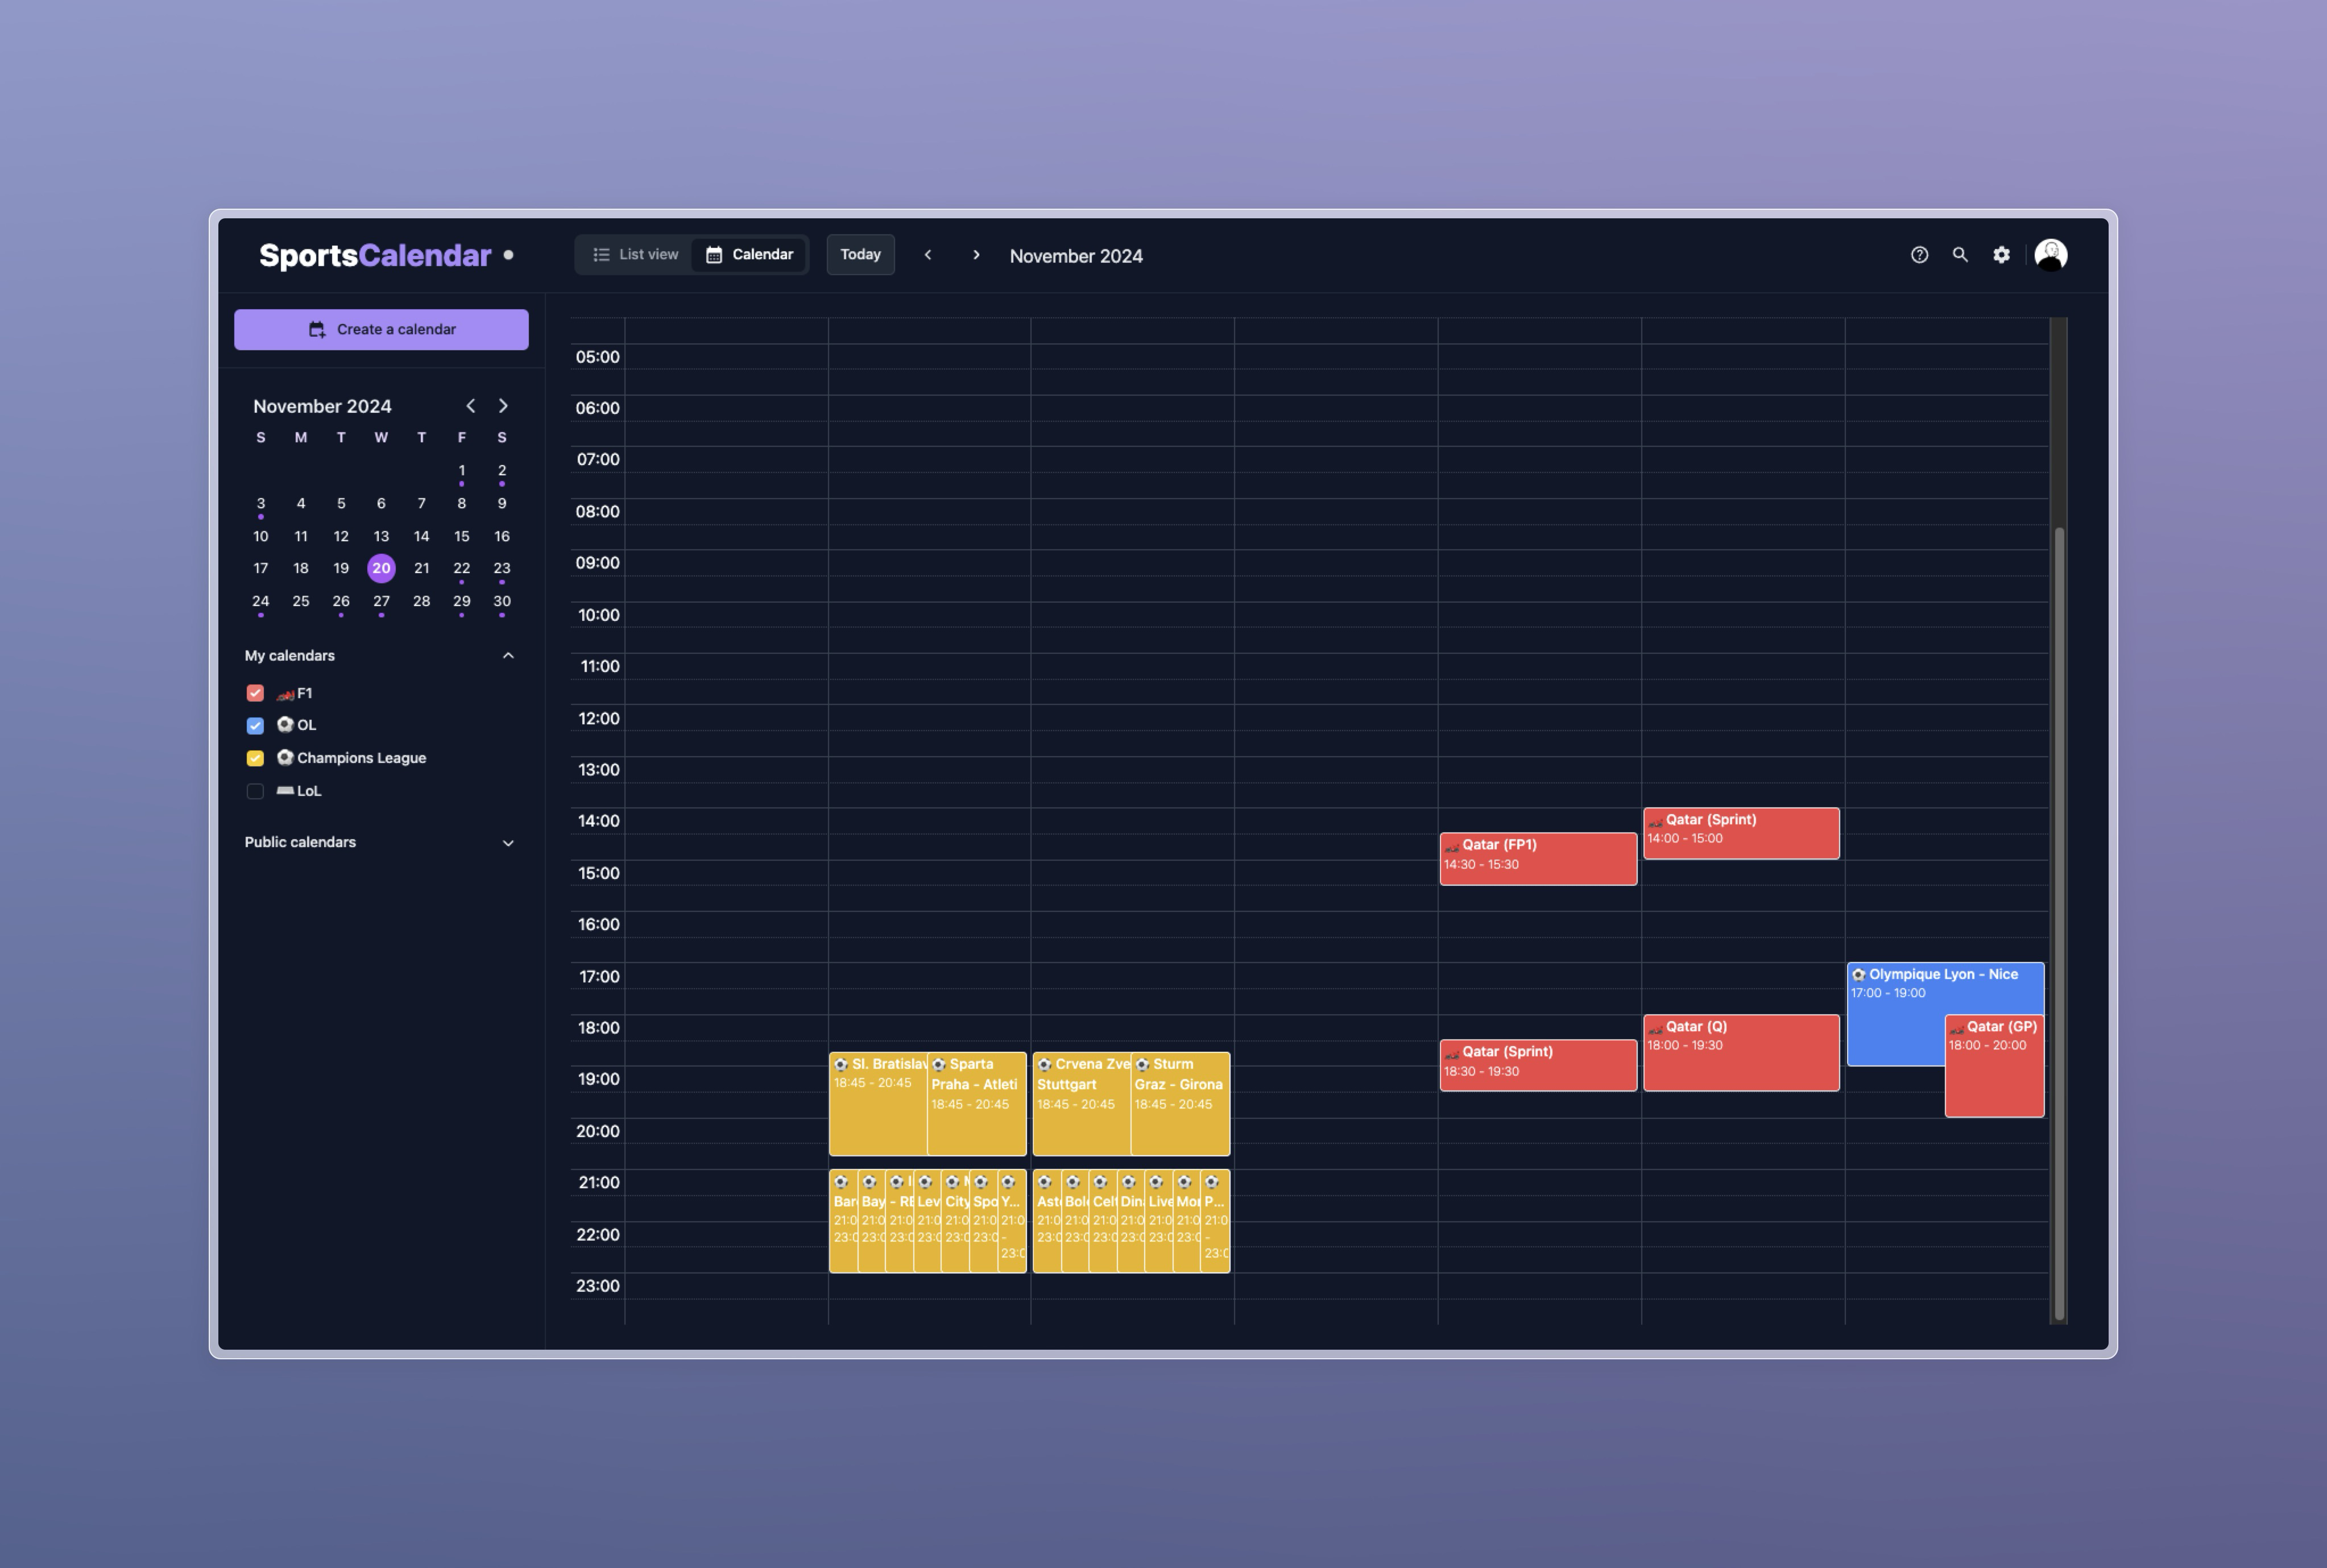 SportsCalendar
List view
Calendar
Today
November 2024
Create a calendar
November 2024
S M T W T F S
1 2
3 4 5 6 7 8 9
10 11 12 13 14 15 16
17 18 19 20 21 22 23
24 25 26 27 28 29 30
My calendars
F1
OL
Champions League
LoL
Public calendars
05:00
06:00
07:00
08:00
09:00
10:00
11:00
12:00
13:00
14:00
15:00
16:00
17:00
18:00
19:00
20:00
21:00
22:00
23:00
Sl. Bratislav
18:45 - 20:45
Sparta
Praha - Atleti
18:45 - 20:45
Bar
21:0
23:0
Bay
21:0
23:0
- RE
21:0
23:0
Lev
21:0
23:0
City
21:0
23:0
Spo
21:0
23:0
Y...
21:0
-
23:0
Crvena Zve
Stuttgart
18:45 - 20:45
Sturm
Graz - Girona
18:45 - 20:45
Ast
21:0
23:0
Bol
21:0
23:0
Cel
21:0
23:0
Din
21:0
23:0
Live
21:0
23:0
Mo
21:0
23:0
P...
21:0
-
23:0
Qatar (FP1)
14:30 - 15:30
Qatar (Sprint)
18:30 - 19:30
Qatar (Sprint)
14:00 - 15:00
Qatar (Q)
18:00 - 19:30
Olympique Lyon - Nice
17:00 - 19:00
Qatar (GP)
18:00 - 20:00